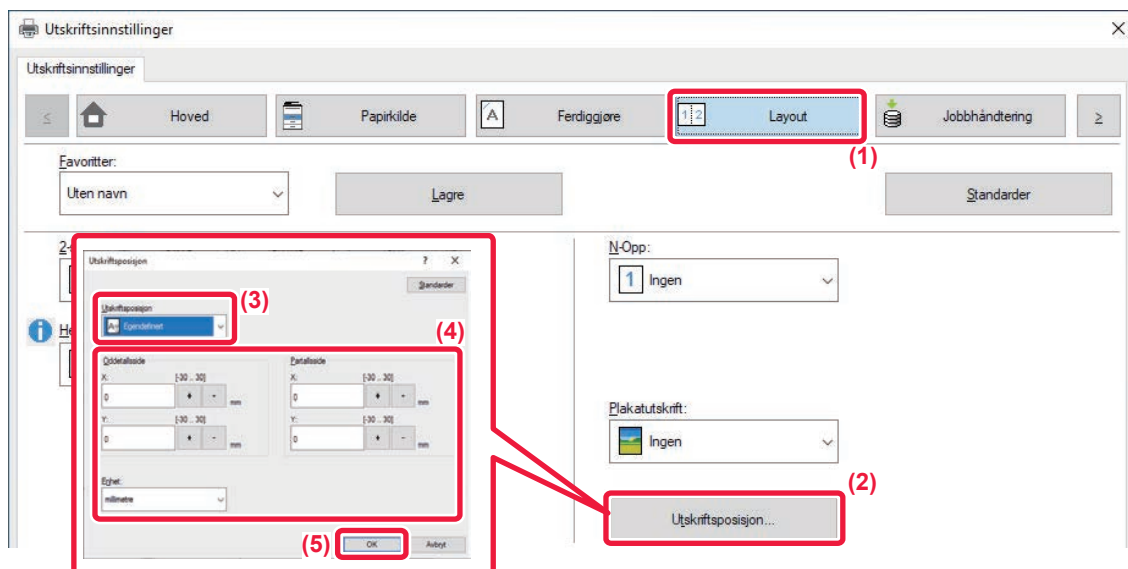 Utskriftsinnstillinger
Utskriftsinnstillinger
< Hoved Papirkilde A Ferdiggjøre 1 2 Layout Jobbhåndtering >
(1)
Favoritter:
Uten navn Lagre Standarder
2- N-Opp:
1 Ingen
Utskriftsposisjon ? X
Standarder
(3)
Utskriftsposisjon
Egendefinert
(4)
He
Oddetallsside Partallsside
X: [-30 .. 30] X: [-30 .. 30]
0 + - mm 0 + - mm
Y: [-30 .. 30] Y: [-30 .. 30]
0 + - mm 0 + - mm
Enhet:
millimetre
(5) OK Avbryt
Plakatutskrift:
Ingen
(2)
Utskriftsposisjon...